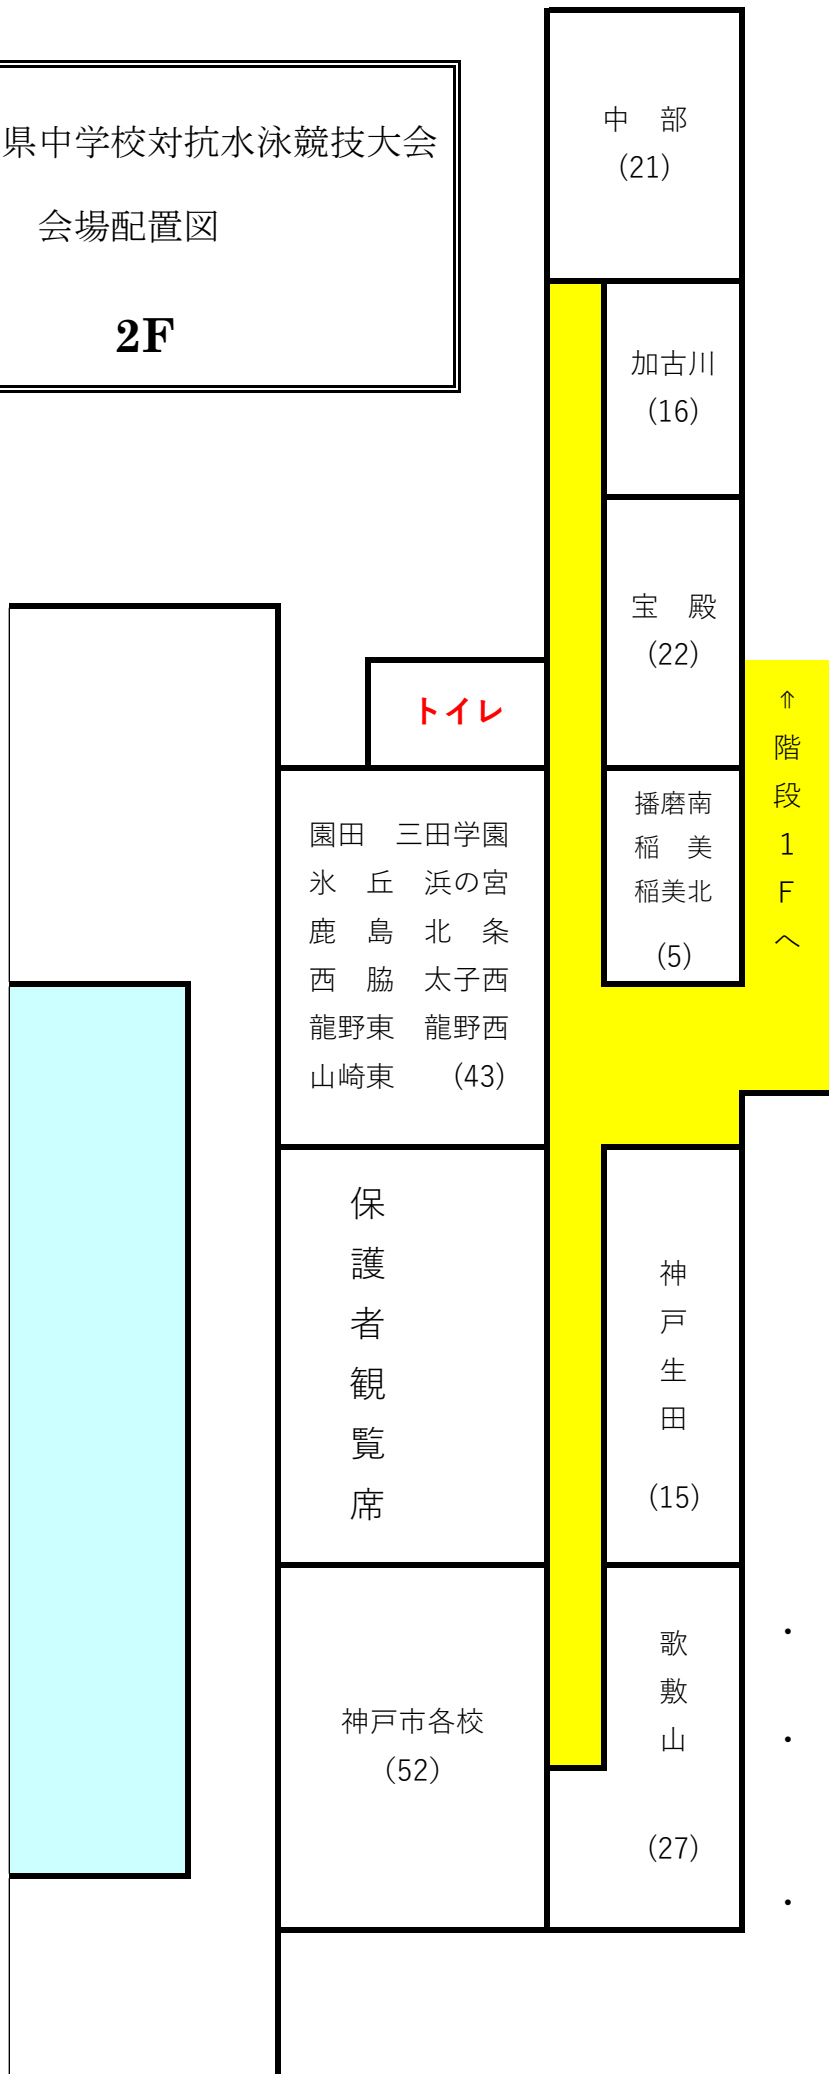 県中学校対抗水泳競技大会
会場配置図
2F
中 部
(21)
加古川
(16)
宝 殿
(22)
トイレ
⇑階段1Fへ
播磨南
稲 美
稲美北
(5)
園田 三田学園
氷 丘 浜の宮
鹿 島 北 条
西 脇 太子西
龍野東 龍野西
山崎東 (43)
保護者観覧席
神戸生田
(15)
神戸市各校
(52)
歌敷山
(27)